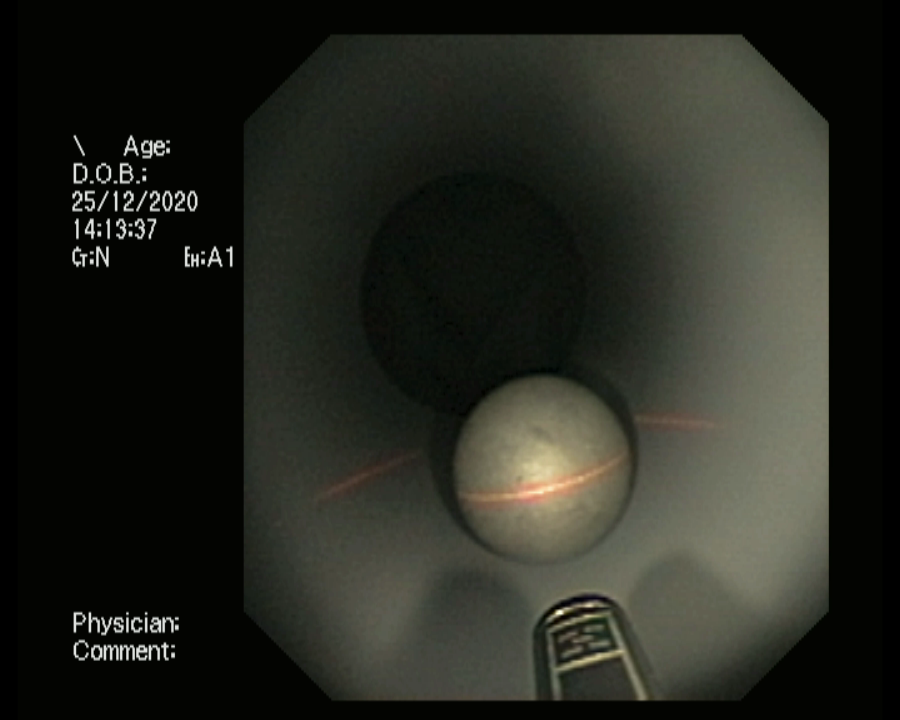 \ Age:
D.O.B.:
25/12/2020
14:13:37
Cr:N Eh:A1
Physician:
Comment: